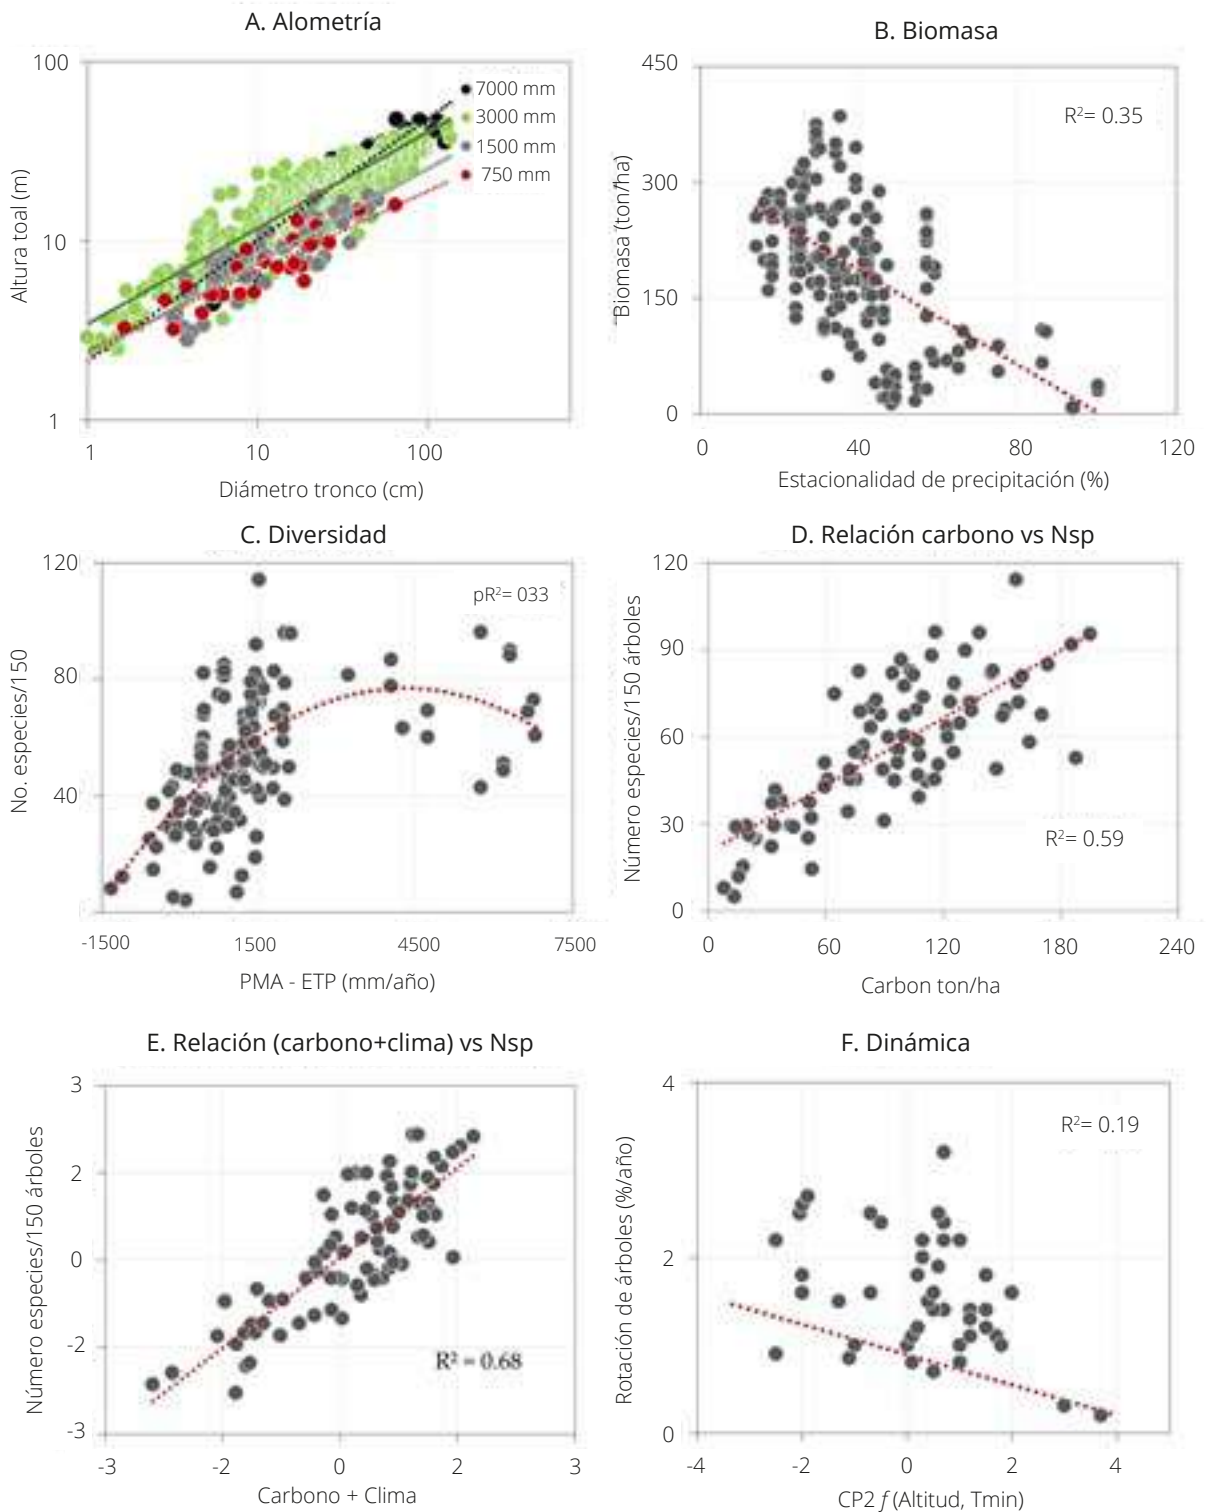 A. Alometría
100
10
1
1
10
100
Altura toal (m)
Diámetro tronco (cm)
7000 mm
3000 mm
1500 mm
750 mm
B. Biomasa
450
300
150
0
0
40
80
120
R²= 0.35
Biomasa (ton/ha)
Estacionalidad de precipitación (%)
C. Diversidad
120
80
40
-1500
1500
4500
7500
pR²= 033
No. especies/150
PMA - ETP (mm/año)
D. Relación carbono vs Nsp
120
90
60
30
0
0
60
120
180
240
R²= 0.59
Número especies/150 árboles
Carbon ton/ha
E. Relación (carbono+clima) vs Nsp
3
2
0
-2
-3
-3
-2
0
2
3
R² = 0.68
Número especies/150 árboles
Carbono + Clima
F. Dinámica
4
2
0
-4
-2
0
2
4
R²= 0.19
Rotación de árboles (%/año)
CP2 f (Altitud, Tmin)